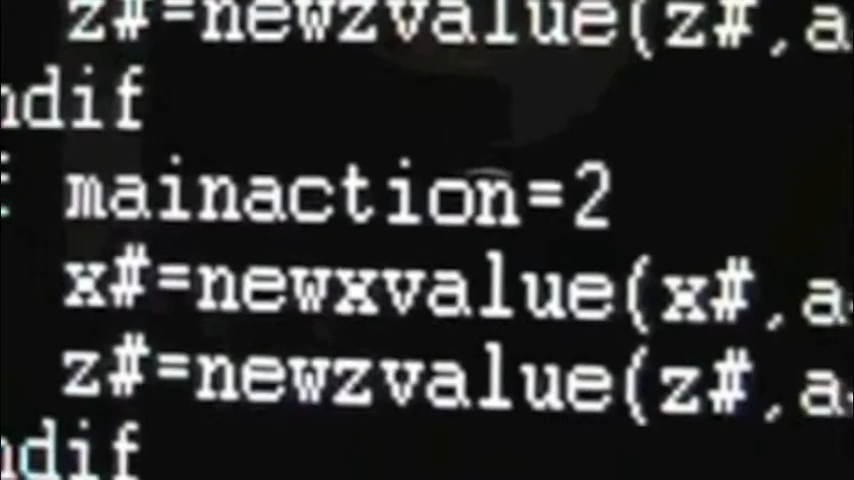 z#=newzvalue(z#,a
ndif
mainaction=2
x#=newxvalue(x#,a
z#=newzvalue(z#,a
ndif